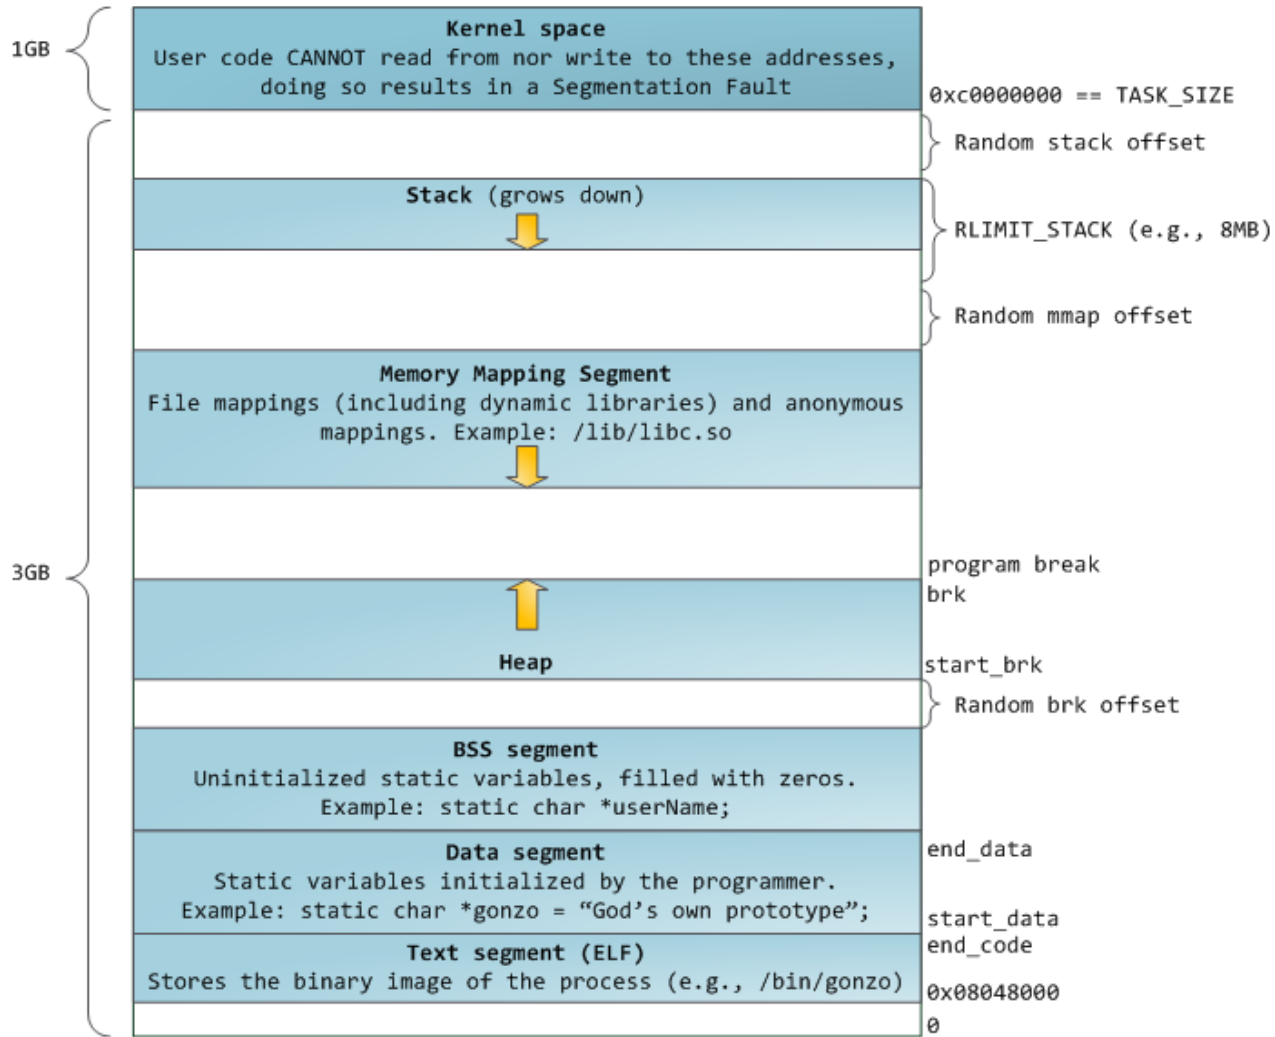 1GB
Kernel space
User code CANNOT read from nor write to these addresses,
doing so results in a Segmentation Fault
0xc0000000 == TASK_SIZE
Random stack offset
Stack (grows down)
RLIMIT_STACK (e.g., 8MB)
Random mmap offset
Memory Mapping Segment
File mappings (including dynamic libraries) and anonymous
mappings. Example: /lib/libc.so
3GB
program break
brk
Heap
start_brk
Random brk offset
BSS segment
Uninitialized static variables, filled with zeros.
Example: static char *userName;
Data segment
end_data
Static variables initialized by the programmer.
Example: static char *gonzo = “God’s own prototype”;
start_data
end_code
Text segment (ELF)
Stores the binary image of the process (e.g., /bin/gonzo)
0x08048000
0